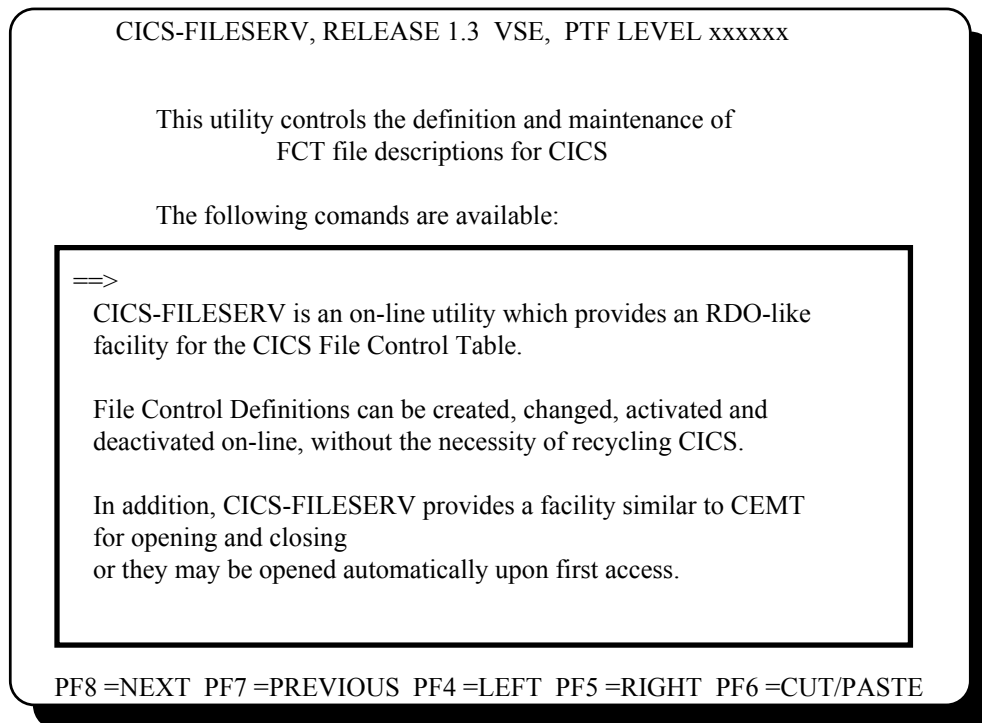 CICS-FILESERV, RELEASE 1.3 VSE, PTF LEVEL xxxxxx
This utility controls the definition and maintenance of
FCT file descriptions for CICS
The following comands are available:
==>
CICS-FILESERV is an on-line utility which provides an RDO-like
facility for the CICS File Control Table.
File Control Definitions can be created, changed, activated and
deactivated on-line, without the necessity of recycling CICS.
In addition, CICS-FILESERV provides a facility similar to CEMT
for opening and closing
or they may be opened automatically upon first access.
PF8 =NEXT PF7 =PREVIOUS PF4 =LEFT PF5 =RIGHT PF6 =CUT/PASTE